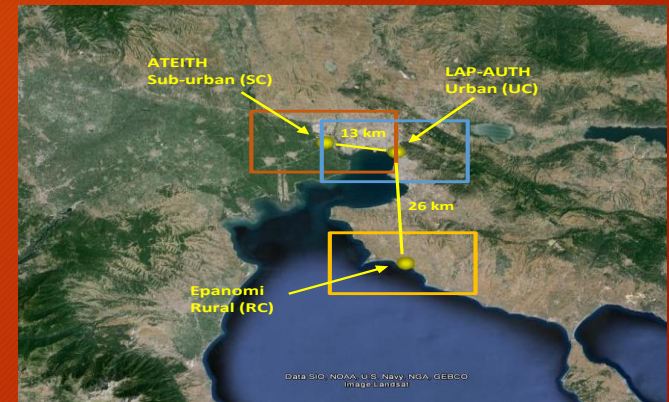 ATEITH
Sub-urban (SC)
LAP-AUTH
Urban (UC)
13 km
26 km
Epanomi
Rural (RC)
Data SIO, NOAA, U.S. Navy, NGA, GEBCO
Image Landsat